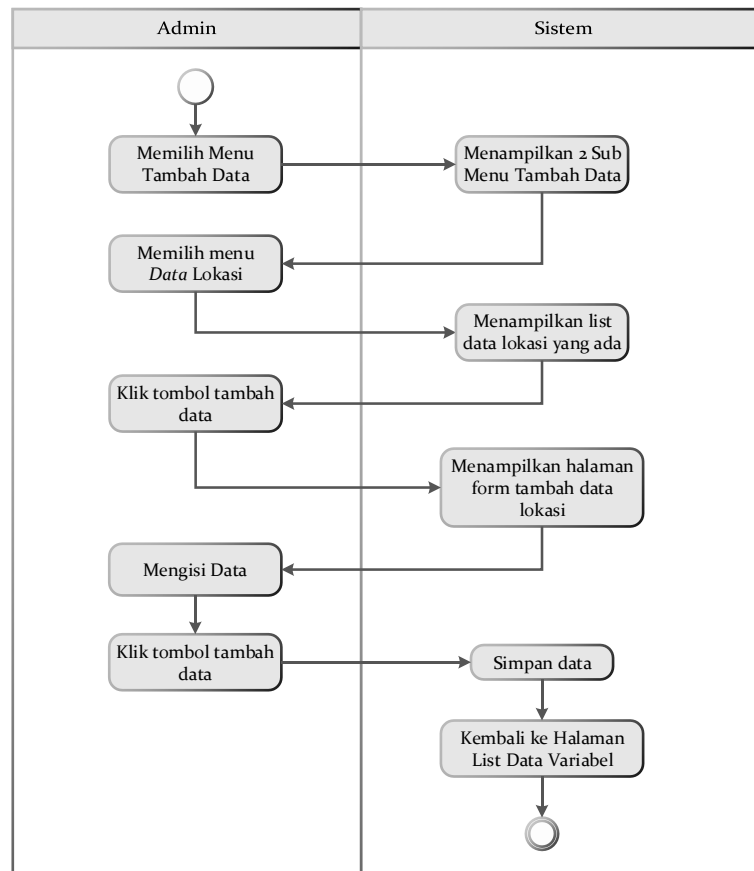 Admin
Sistem
Memilih Menu
Tambah Data
Menampilkan 2 Sub
Menu Tambah Data
Memilih menu
Data Lokasi
Menampilkan list
data lokasi yang ada
Klik tombol tambah
data
Menampilkan halaman
form tambah data
lokasi
Mengisi Data
Klik tombol tambah
data
Simpan data
Kembali ke Halaman
List Data Variabel